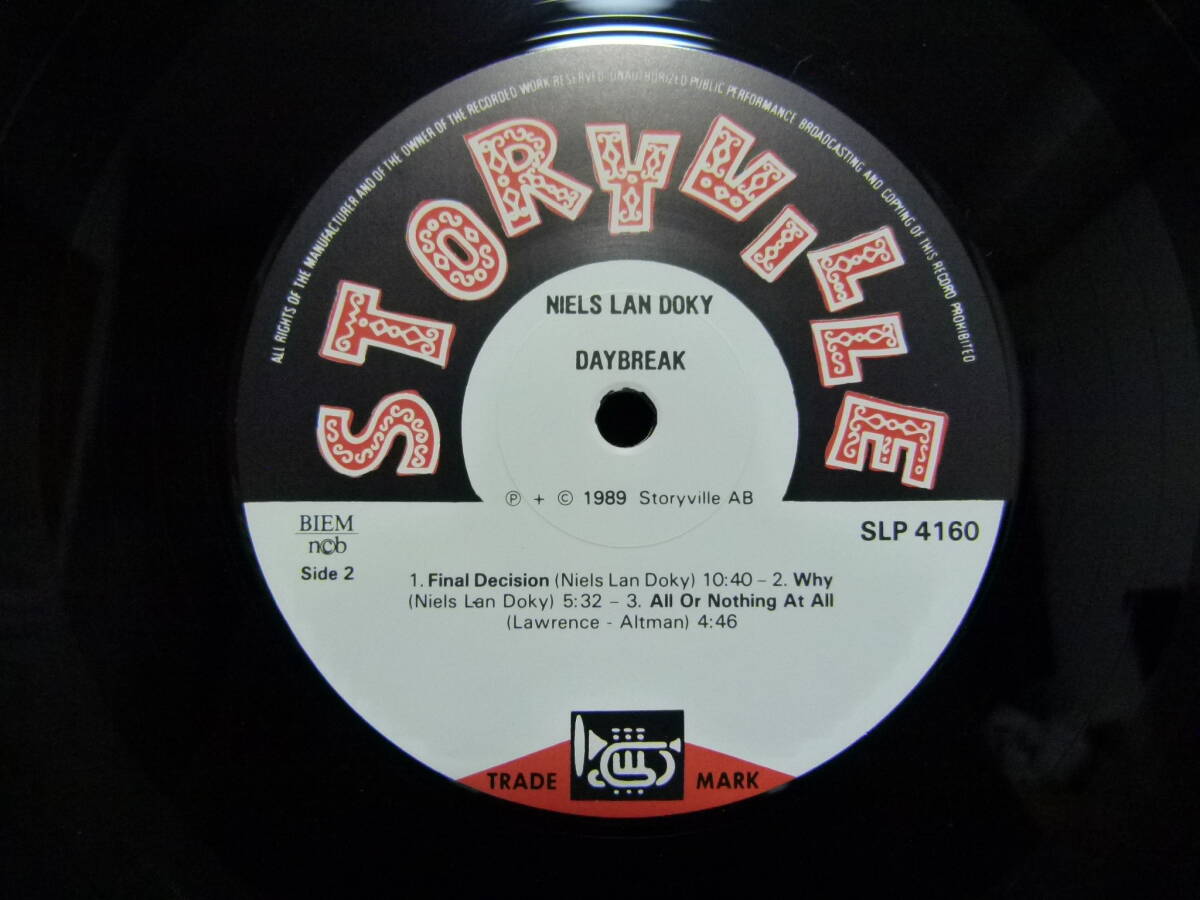 ALL RIGHTS OF THE MANUFACTURER AND OF THE OWNER OF THE RECORDED WORK RESERVED. UNAUTHORIZED PUBLIC PERFORMANCE BROADCASTING AND COPYING OF THIS RECORD PROHIBITED
STORYVILLE
NIELS LAN DOKY
DAYBREAK
℗ + © 1989 Storyville AB
BIEM
n©b
Side 2
SLP 4160
1. Final Decision (Niels Lan Doky) 10:40 – 2. Why
(Niels Lan Doky) 5:32 – 3. All Or Nothing At All
(Lawrence - Altman) 4:46
TRADE MARK